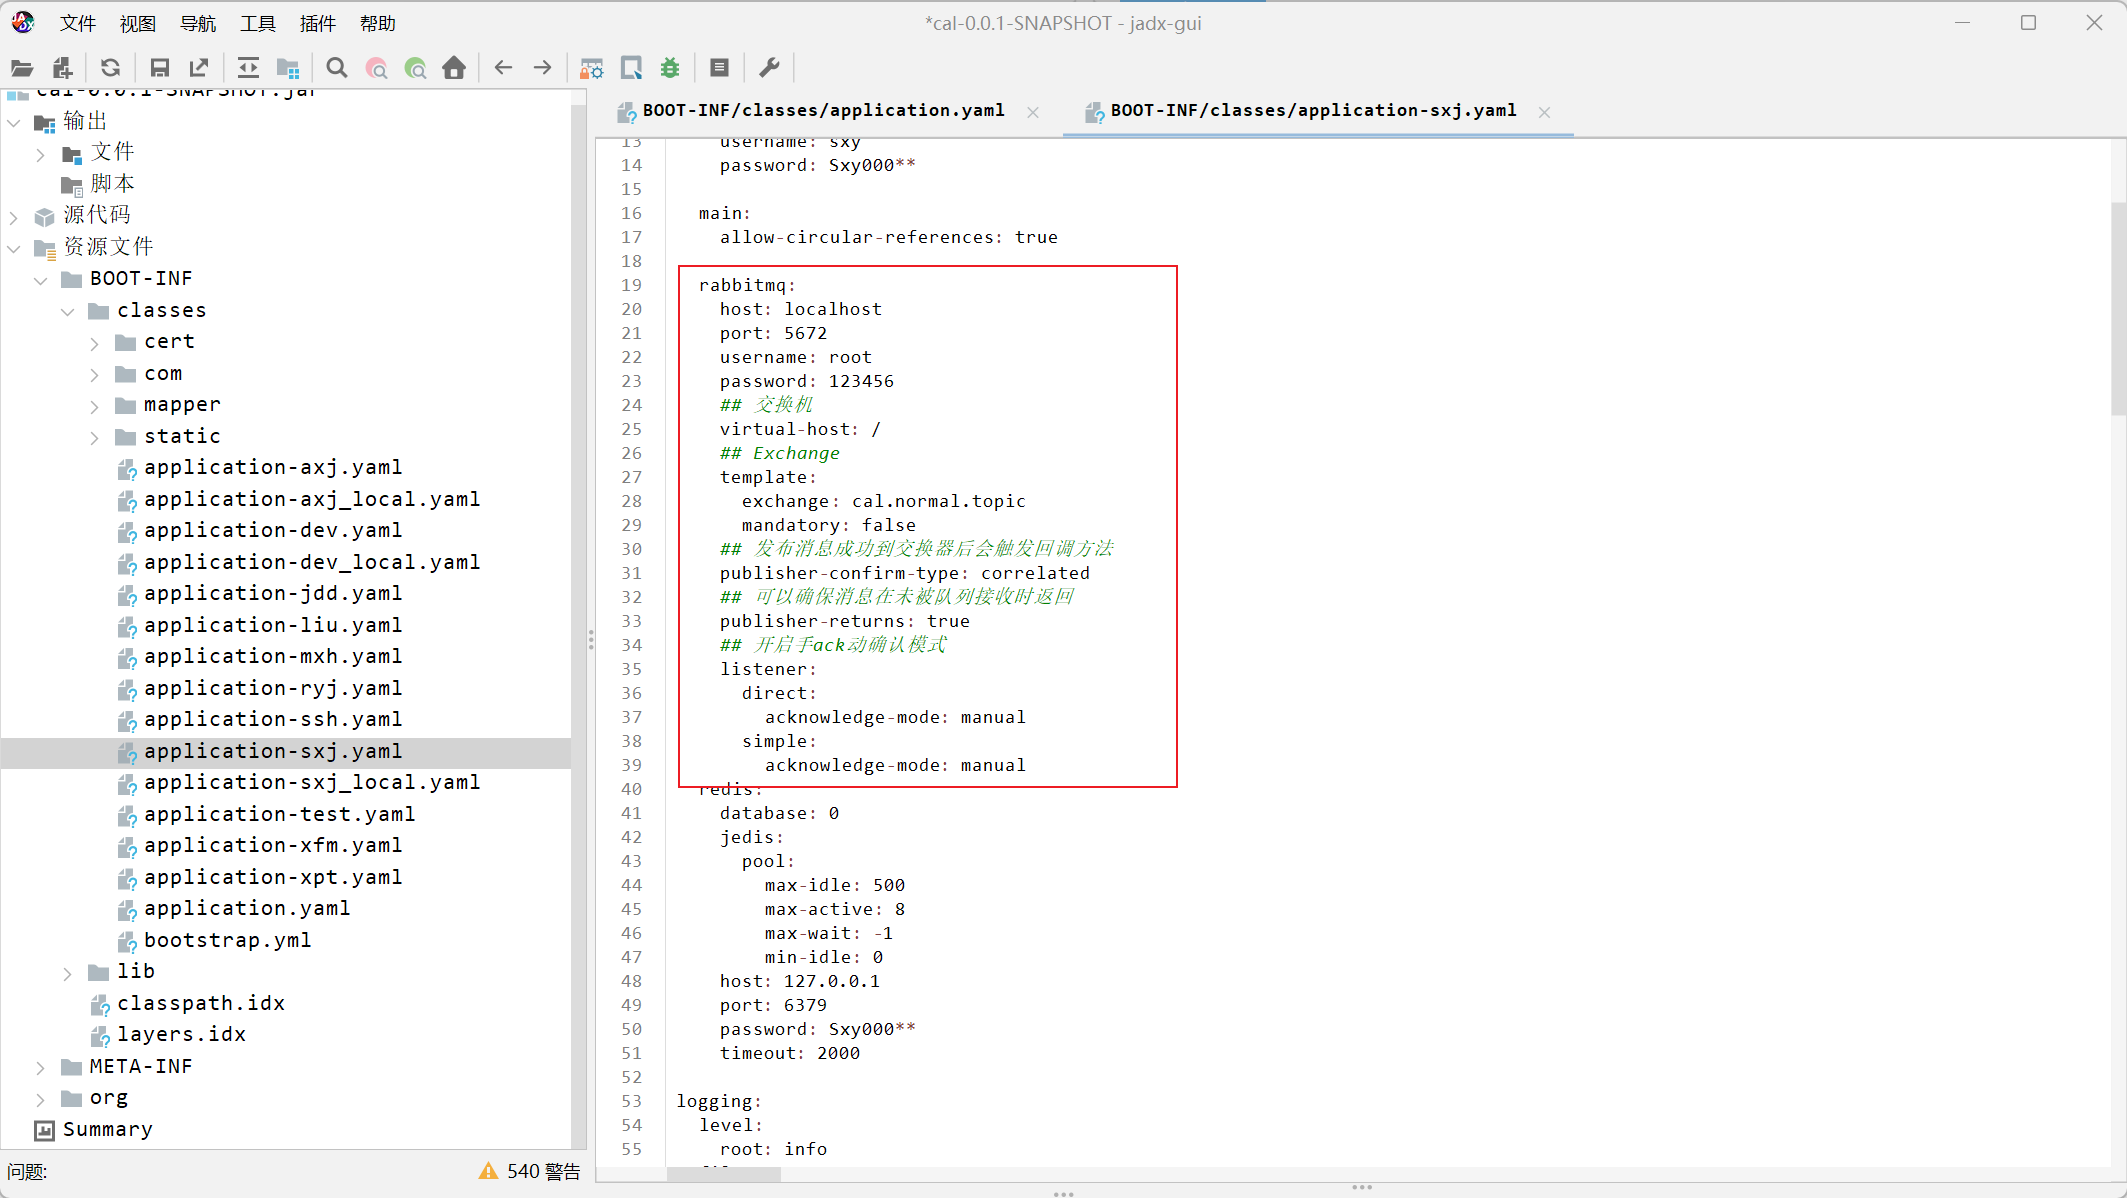 文件 视图 导航 工具 插件 帮助
*cal-0.0.1-SNAPSHOT - jadx-gui
cal-0.0.1-SNAPSHOT.jar
输出
文件
脚本
源代码
资源文件
BOOT-INF
classes
cert
com
mapper
static
application-axj.yaml
application-axj_local.yaml
application-dev.yaml
application-dev_local.yaml
application-jdd.yaml
application-liu.yaml
application-mxh.yaml
application-ryj.yaml
application-ssh.yaml
application-sxj.yaml
application-sxj_local.yaml
application-test.yaml
application-xfm.yaml
application-xpt.yaml
application.yaml
bootstrap.yml
lib
classpath.idx
layers.idx
META-INF
org
Summary
问题:
540 警告
BOOT-INF/classes/application.yaml
BOOT-INF/classes/application-sxj.yaml
13 username: sxy
14 password: Sxy000**
15
16 main:
17 allow-circular-references: true
18
19 rabbitmq:
20 host: localhost
21 port: 5672
22 username: root
23 password: 123456
24 ## 交换机
25 virtual-host: /
26 ## Exchange
27 template:
28 exchange: cal.normal.topic
29 mandatory: false
30 ## 发布消息成功到交换器后会触发回调方法
31 publisher-confirm-type: correlated
32 ## 可以确保消息在未被队列接收时返回
33 publisher-returns: true
34 ## 开启手ack动确认模式
35 listener:
36 direct:
37 acknowledge-mode: manual
38 simple:
39 acknowledge-mode: manual
40 redis:
41 database: 0
42 jedis:
43 pool:
44 max-idle: 500
45 max-active: 8
46 max-wait: -1
47 min-idle: 0
48 host: 127.0.0.1
49 port: 6379
50 password: Sxy000**
51 timeout: 2000
52
53 logging:
54 level:
55 root: info